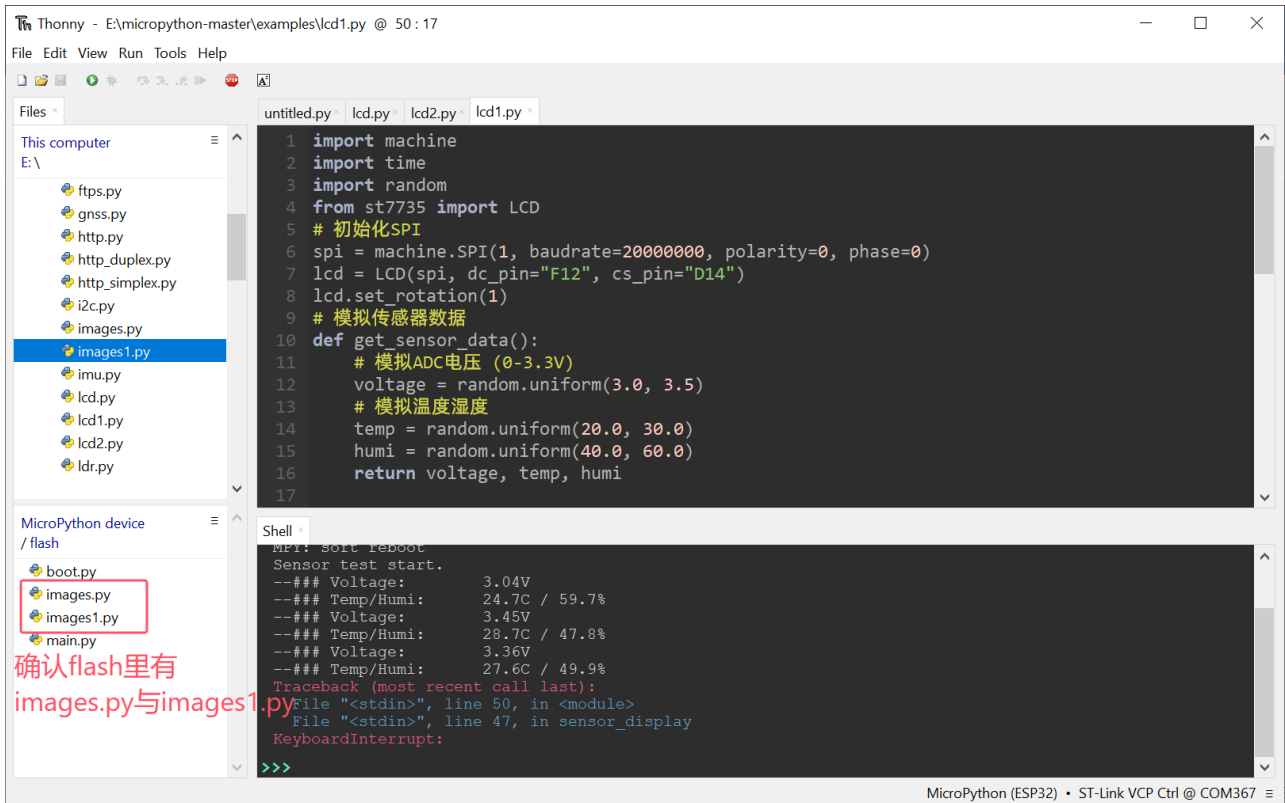 Thonny - E:\micropython-master\examples\lcd1.py @ 50 : 17
File Edit View Run Tools Help
Files
This computer
E: \
ftps.py
gnss.py
http.py
http_duplex.py
http_simplex.py
i2c.py
images.py
images1.py
imu.py
lcd.py
lcd1.py
lcd2.py
ldr.py
MicroPython device
/ flash
boot.py
images.py
images1.py
main.py
确认flash里有
images.py与images1.py
untitled.py lcd.py lcd2.py lcd1.py
1 import machine
2 import time
3 import random
4 from st7735 import LCD
5 # 初始化SPI
6 spi = machine.SPI(1, baudrate=20000000, polarity=0, phase=0)
7 lcd = LCD(spi, dc_pin="F12", cs_pin="D14")
8 lcd.set_rotation(1)
9 # 模拟传感器数据
10 def get_sensor_data():
11 # 模拟ADC电压 (0-3.3V)
12 voltage = random.uniform(3.0, 3.5)
13 # 模拟温度湿度
14 temp = random.uniform(20.0, 30.0)
15 humi = random.uniform(40.0, 60.0)
16 return voltage, temp, humi
17
Shell
MPY: soft reboot
Sensor test start.
--### Voltage: 3.04V
--### Temp/Humi: 24.7C / 59.7%
--### Voltage: 3.45V
--### Temp/Humi: 28.7C / 47.8%
--### Voltage: 3.36V
--### Temp/Humi: 27.6C / 49.9%
Traceback (most recent call last):
File "<stdin>", line 50, in <module>
File "<stdin>", line 47, in sensor_display
KeyboardInterrupt:
>>>
MicroPython (ESP32) • ST-Link VCP Ctrl @ COM367